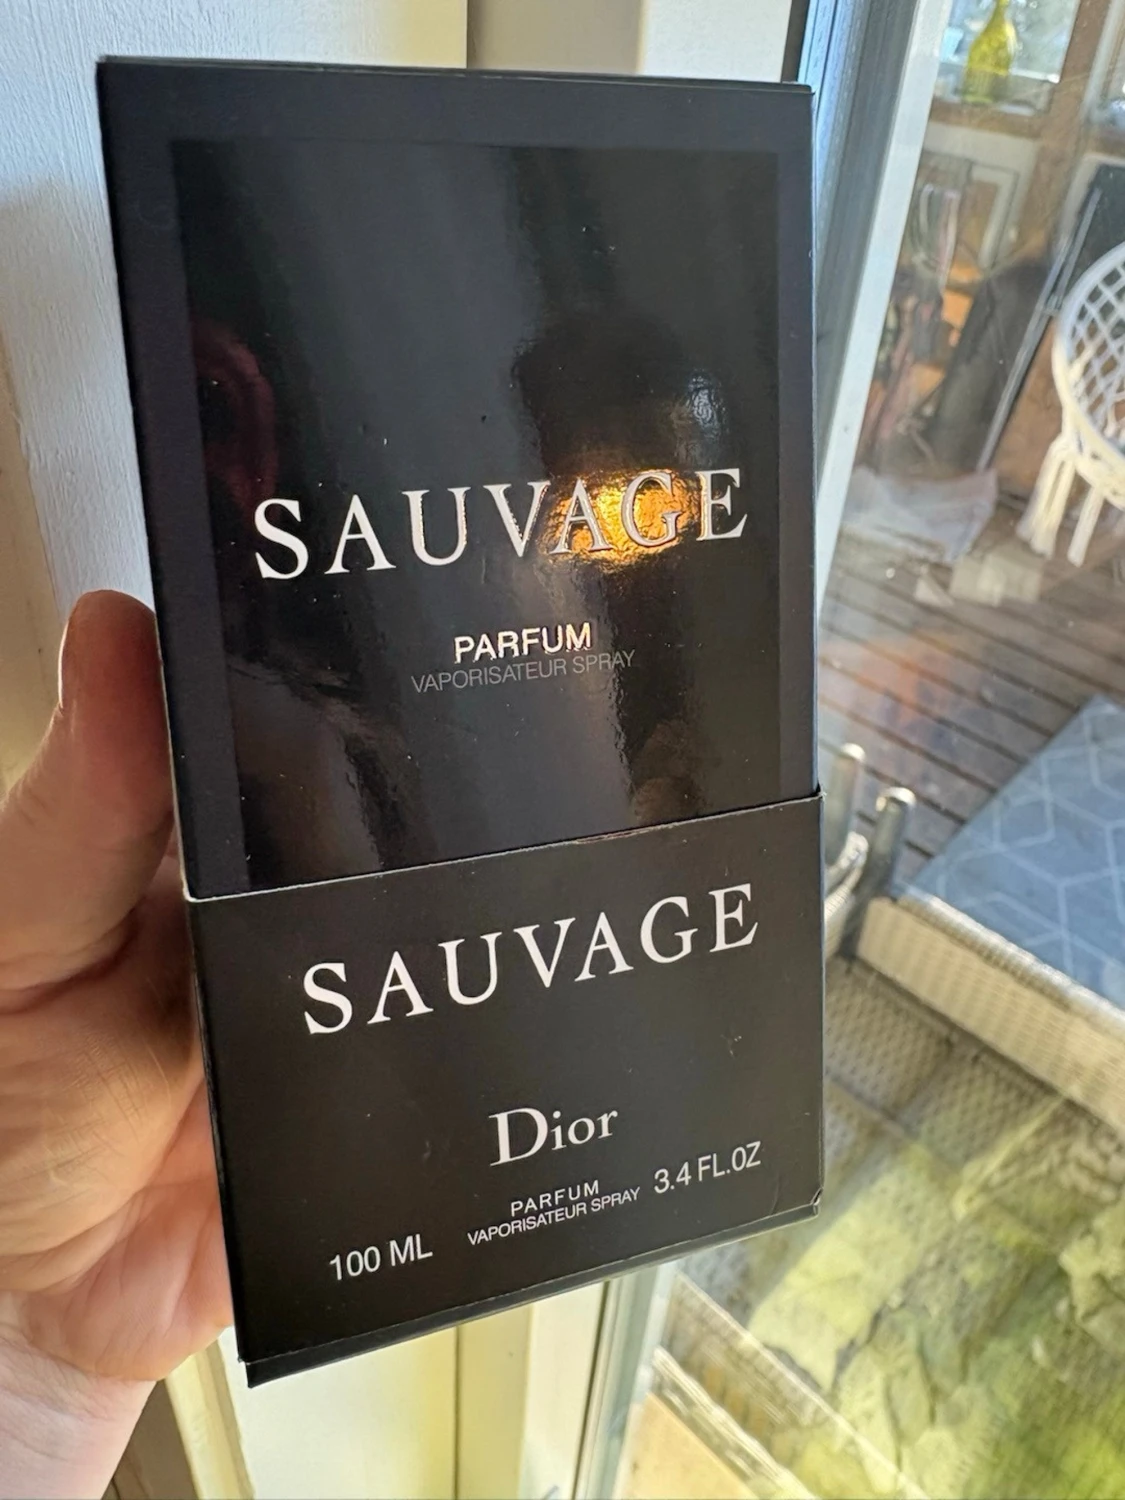 SAUVAGE
PARFUM
VAPORISATEUR SPRAY
SAUVAGE
Dior
100 ML
PARFUM
VAPORISATEUR SPRAY
3.4 FL.OZ